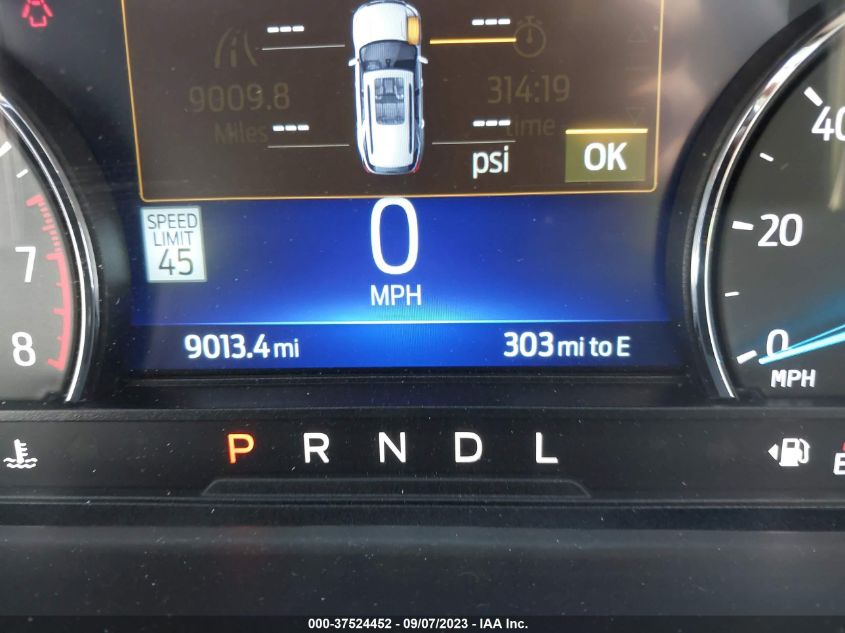 --- ---
9009.8 314:19
Miles time
--- ---
psi OK
SPEED
LIMIT
45
0
MPH
9013.4 mi 303 mi to E
7
8
40
20
0
MPH
P R N D L
E
000-37524452 - 09/07/2023 - IAA Inc.